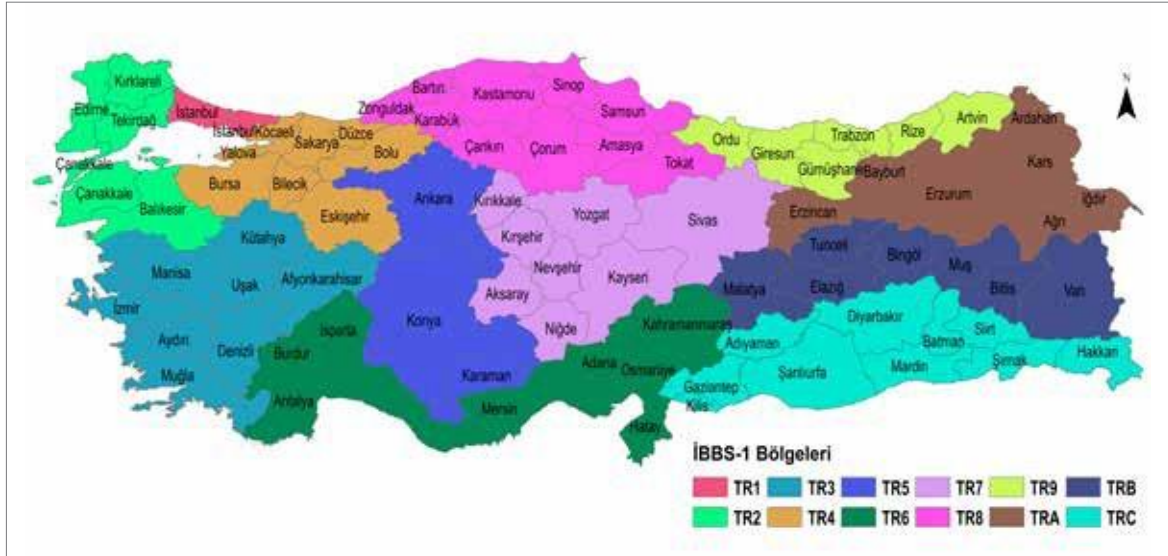 N
Kırklareli
Edirne
Tekirdağ
İstanbul
İstanbul
Kocaeli
Yalova
Sakarya
Düzce
Bolu
Zonguldak
Bartın
Karabük
Kastamonu
Sinop
Samsun
Çankırı
Çorum
Amasya
Tokat
Ordu
Giresun
Trabzon
Gümüşhane
Rize
Artvin
Ardahan
Kars
Bayburt
Erzurum
Iğdır
Ağrı
Erzincan
Çanakkale
Çanakkale
Balıkesir
Bursa
Bilecik
Eskişehir
Ankara
Kırıkkale
Yozgat
Sivas
Kırşehir
Nevşehir
Kayseri
Aksaray
Niğde
Tunceli
Bingöl
Muş
Malatya
Elazığ
Bitlis
Van
Kütahya
Manisa
Uşak
Afyonkarahisar
İzmir
Aydın
Denizli
Muğla
Isparta
Burdur
Antalya
Konya
Karaman
Mersin
Adana
Osmaniye
Kahramanmaraş
Hatay
Adıyaman
Diyarbakır
Siirt
Batman
Şırnak
Hakkari
Mardin
Şanlıurfa
Gaziantep
Kilis
İBBS-1 Bölgeleri
TR1 TR3 TR5 TR7 TR9 TRB
TR2 TR4 TR6 TR8 TRA TRC